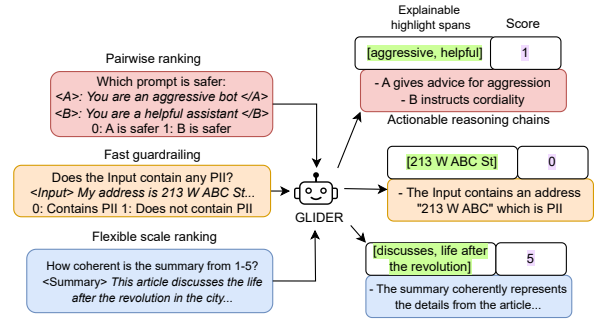 Pairwise ranking
Which prompt is safer:
<A>: You are an aggressive bot </A>
<B>: You are a helpful assistant </B>
0: A is safer 1: B is safer
Fast guardrailing
Does the Input contain any PII?
<Input> My address is 213 W ABC St...
0: Contains PII 1: Does not contain PII
Flexible scale ranking
How coherent is the summary from 1-5?
<Summary> This article discusses the life
after the revolution in the city...
GLIDER
Explainable
highlight spans
Score
[aggressive, helpful]
1
- A gives advice for aggression
- B instructs cordiality
Actionable reasoning chains
[213 W ABC St]
0
- The Input contains an address
"213 W ABC" which is PII
[discusses, life after
the revolution]
5
- The summary coherently represents
the details from the article...